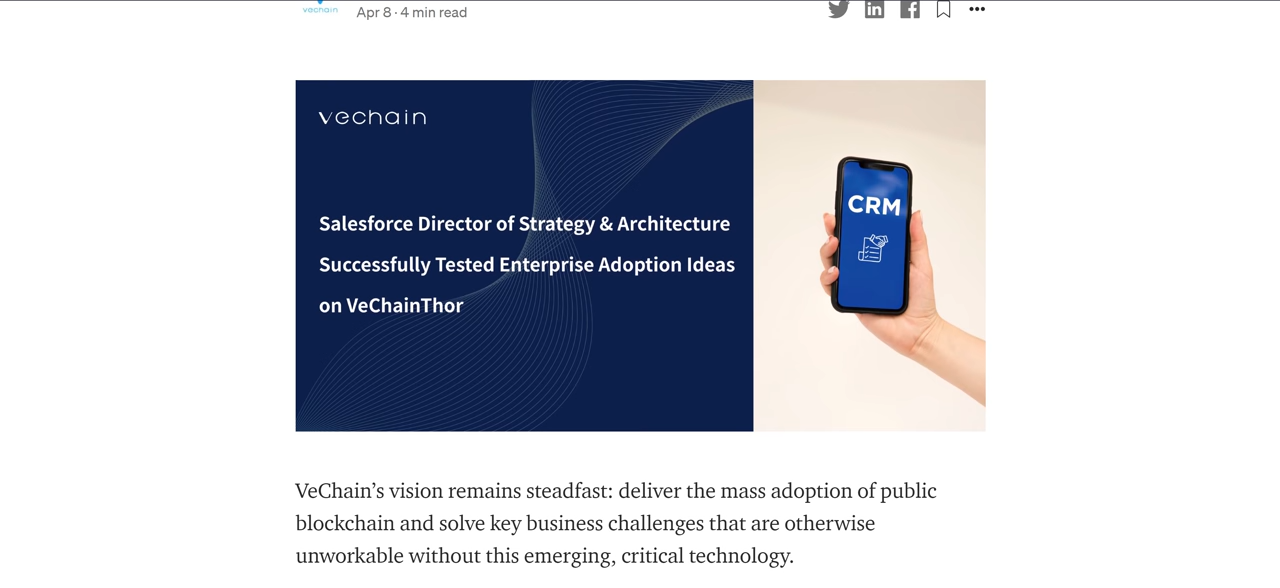 vechain
Apr 8 · 4 min read
vechain
Salesforce Director of Strategy & Architecture
Successfully Tested Enterprise Adoption Ideas
on VeChainThor
CRM
VeChain’s vision remains steadfast: deliver the mass adoption of public
blockchain and solve key business challenges that are otherwise
unworkable without this emerging, critical technology.